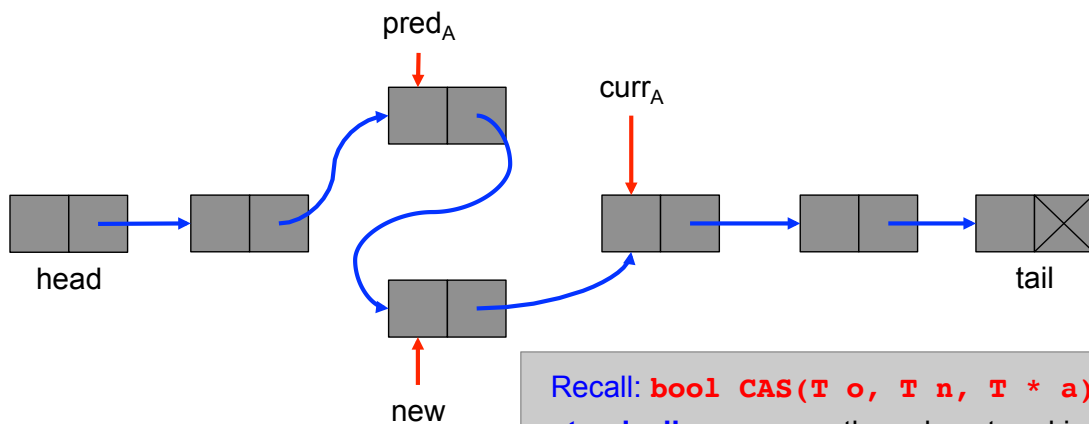 pred_A
curr_A
head
tail
new
Recall: bool CAS(T o, T n, T * a)